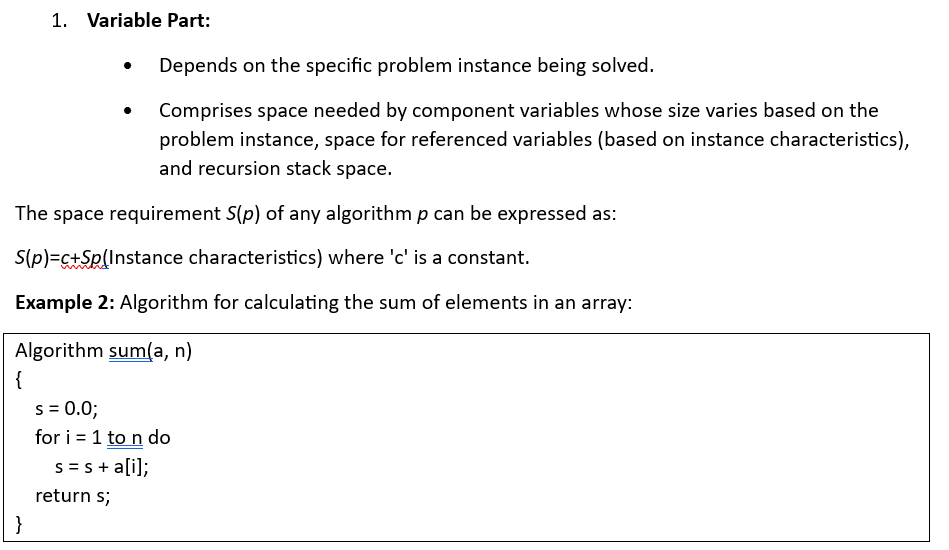 1. Variable Part:
• Depends on the specific problem instance being solved.
• Comprises space needed by component variables whose size varies based on the
problem instance, space for referenced variables (based on instance characteristics),
and recursion stack space.
The space requirement S(p) of any algorithm p can be expressed as:
S(p)=c+Sp(Instance characteristics) where 'c' is a constant.
Example 2: Algorithm for calculating the sum of elements in an array:
Algorithm sum(a, n)
{
s = 0.0;
for i = 1 to n do
s = s + a[i];
return s;
}